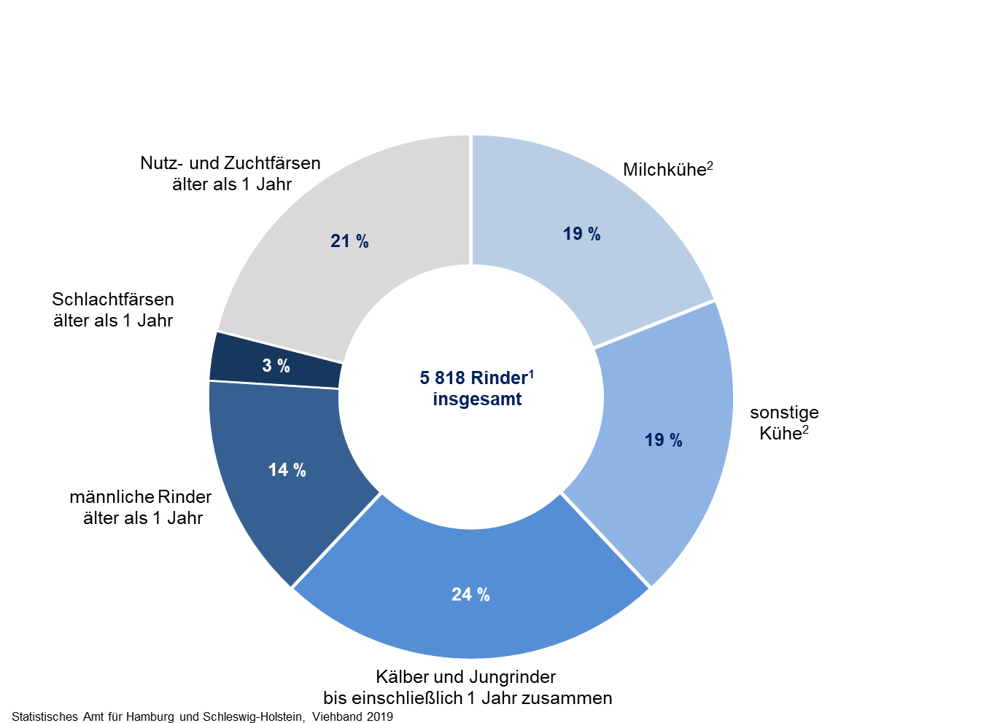 Nutz- und Zuchtfärsen
älter als 1 Jahr
Milchkühe²
21 %
19 %
Schlachtfärsen
älter als 1 Jahr
3 %
5 818 Rinder¹
insgesamt
sonstige
Kühe²
19 %
14 %
männliche Rinder
älter als 1 Jahr
24 %
Kälber und Jungrinder
bis einschließlich 1 Jahr zusammen
Statistisches Amt für Hamburg und Schleswig-Holstein, Viehband 2019